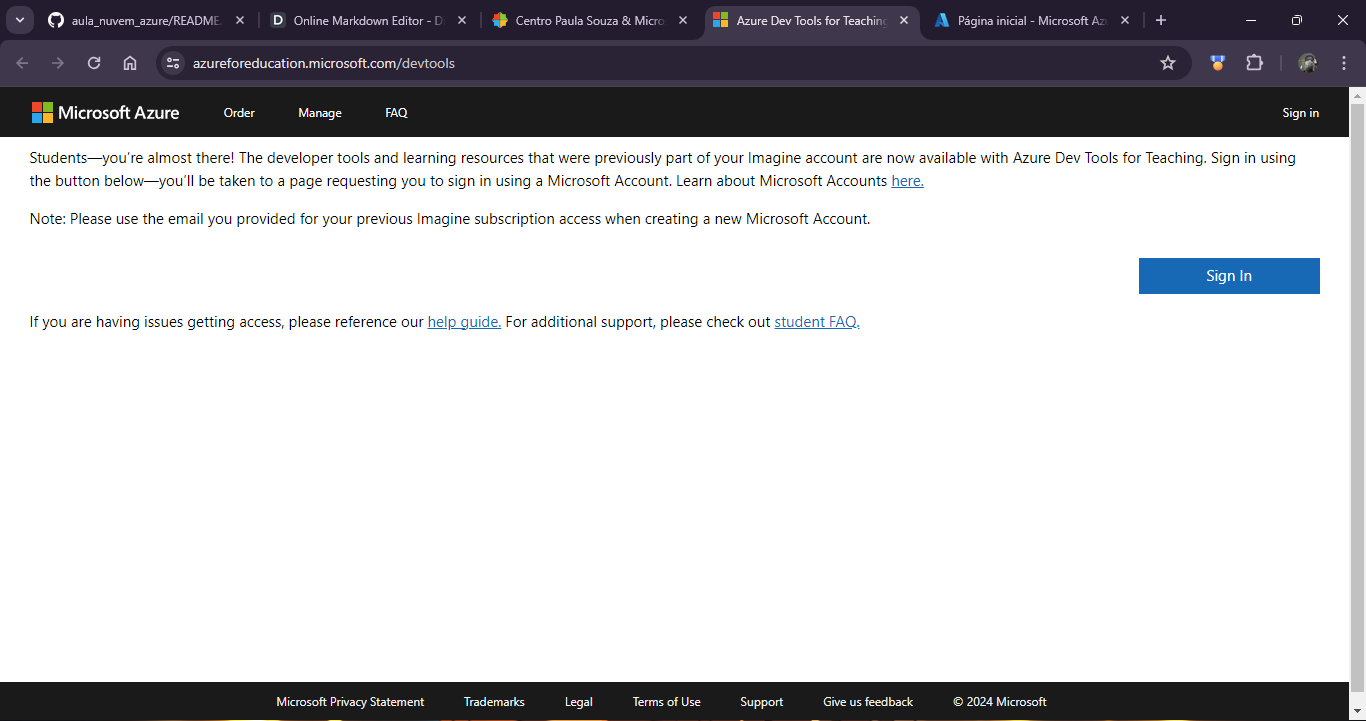 aula_nuvem_azure/README.
Online Markdown Editor - D
Centro Paula Souza & Micro
Azure Dev Tools for Teaching
Página inicial - Microsoft Az
azureforeducation.microsoft.com/devtools
Microsoft Azure
Order
Manage
FAQ
Sign in
Students—you're almost there! The developer tools and learning resources that were previously part of your Imagine account are now available with Azure Dev Tools for Teaching. Sign in using
the button below—you'll be taken to a page requesting you to sign in using a Microsoft Account. Learn about Microsoft Accounts here.
Note: Please use the email you provided for your previous Imagine subscription access when creating a new Microsoft Account.
Sign In
If you are having issues getting access, please reference our help guide. For additional support, please check out student FAQ.
Microsoft Privacy Statement
Trademarks
Legal
Terms of Use
Support
Give us feedback
© 2024 Microsoft